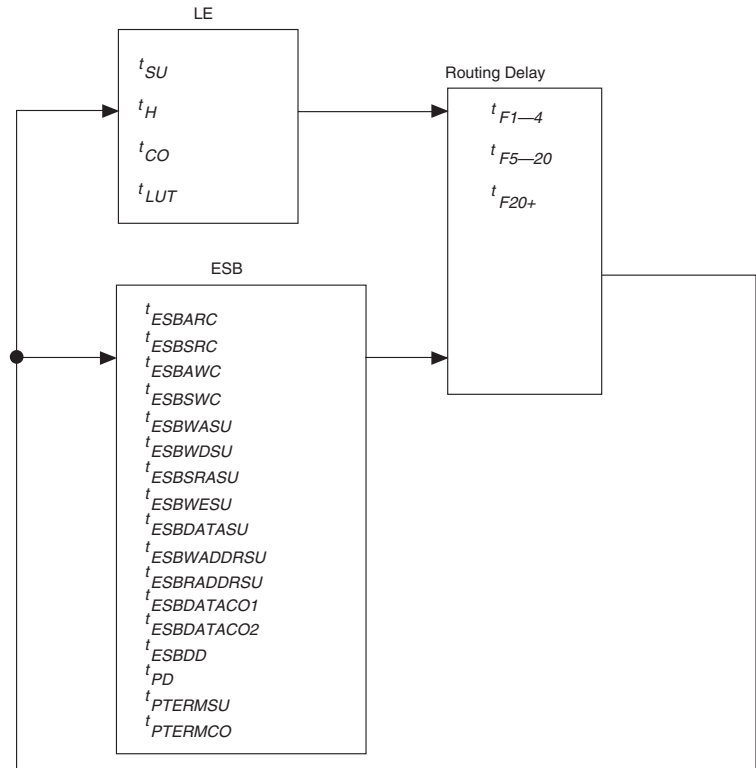 LE
tSU
tH
tCO
tLUT
Routing Delay
tF1—4
tF5—20
tF20+
ESB
tESBARC
tESBSRC
tESBAWC
tESBSWC
tESBWASU
tESBWDSU
tESBSRASU
tESBWESU
tESBDATASU
tESBWADDRSU
tESBRADDRSU
tESBDATACO1
tESBDATACO2
tESBDD
tPD
tPTERMSU
tPTERMCO